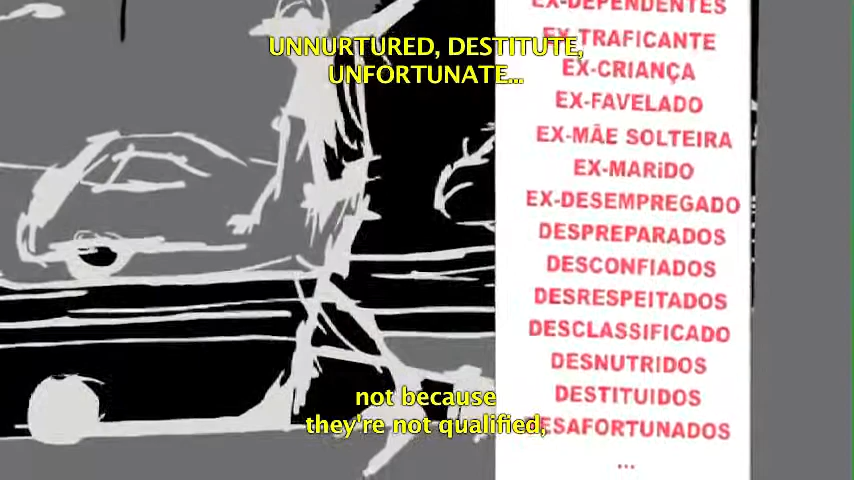 EX-DEPENDENTES
UNNURTURED, DESTITUTE,
UNFORTUNATE...
EX-TRAFICANTE
EX-CRIANÇA
EX-FAVELADO
EX-MÃE SOLTEIRA
EX-MARiDO
EX-DESEMPREGADO
DESPREPARADOS
DESCONFIADOS
DESRESPEITADOS
DESCLASSIFICADO
DESNUTRIDOS
DESTITUIDOS
DESAFORTUNADOS
...
not because
they're not qualified,